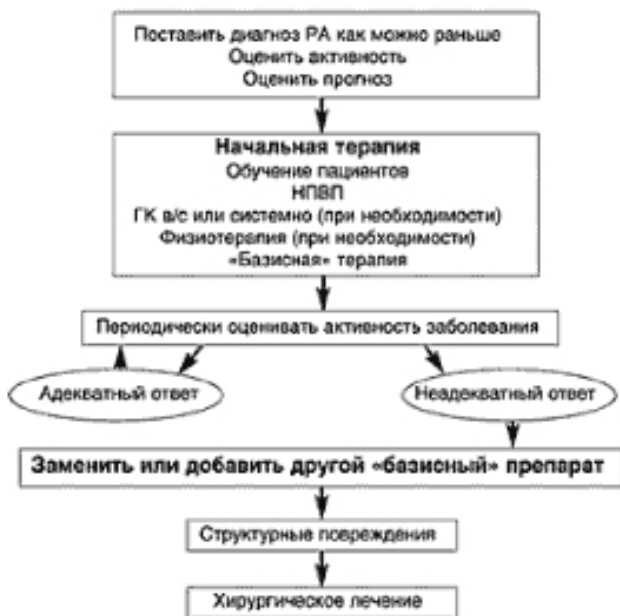 Поставить диагноз РА как можно раньше
Оценить активность
Оценить прогноз
Начальная терапия
Обучение пациентов
НПВП
ГК в/с или системно (при необходимости)
Физиотерапия (при необходимости)
«Базисная» терапия
Периодически оценивать активность заболевания
Адекватный ответ
Неадекватный ответ
Заменить или добавить другой «базисный» препарат
Структурные повреждения
Хирургическое лечение